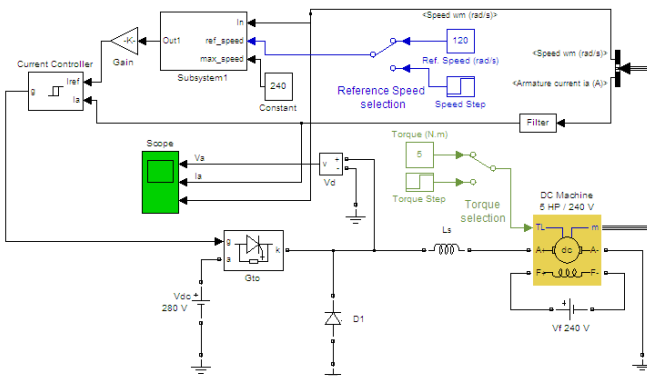 <Speed wm (rad/s)>
In
Out1
ref_speed
max_speed
Subsystem1
-K-
Gain
120
Ref. Speed (rad/s)
<Speed wm (rad/s)>
Current Controller
Iref
g
Ia
240
Constant
Reference Speed
selection
Speed Step
<Armature current ia (A)>
Filter
Scope
Va
Ia
v
+
-
Vd
Torque (N.m)
5
Torque Step
Torque
selection
DC Machine
5 HP / 240 V
TL
m
A+
dc
A-
F+
F-
Ls
g
a
k
Gto
Vdc
+
280 V
D1
+
Vf 240 V